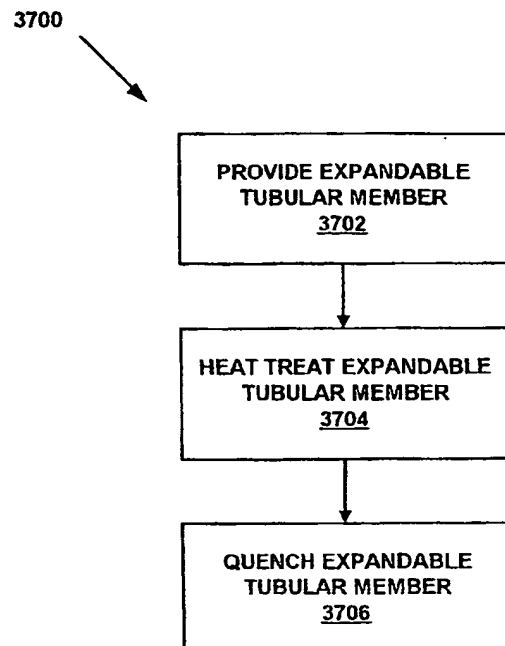 3700
PROVIDE EXPANDABLE
TUBULAR MEMBER
3702
HEAT TREAT EXPANDABLE
TUBULAR MEMBER
3704
QUENCH EXPANDABLE
TUBULAR MEMBER
3706